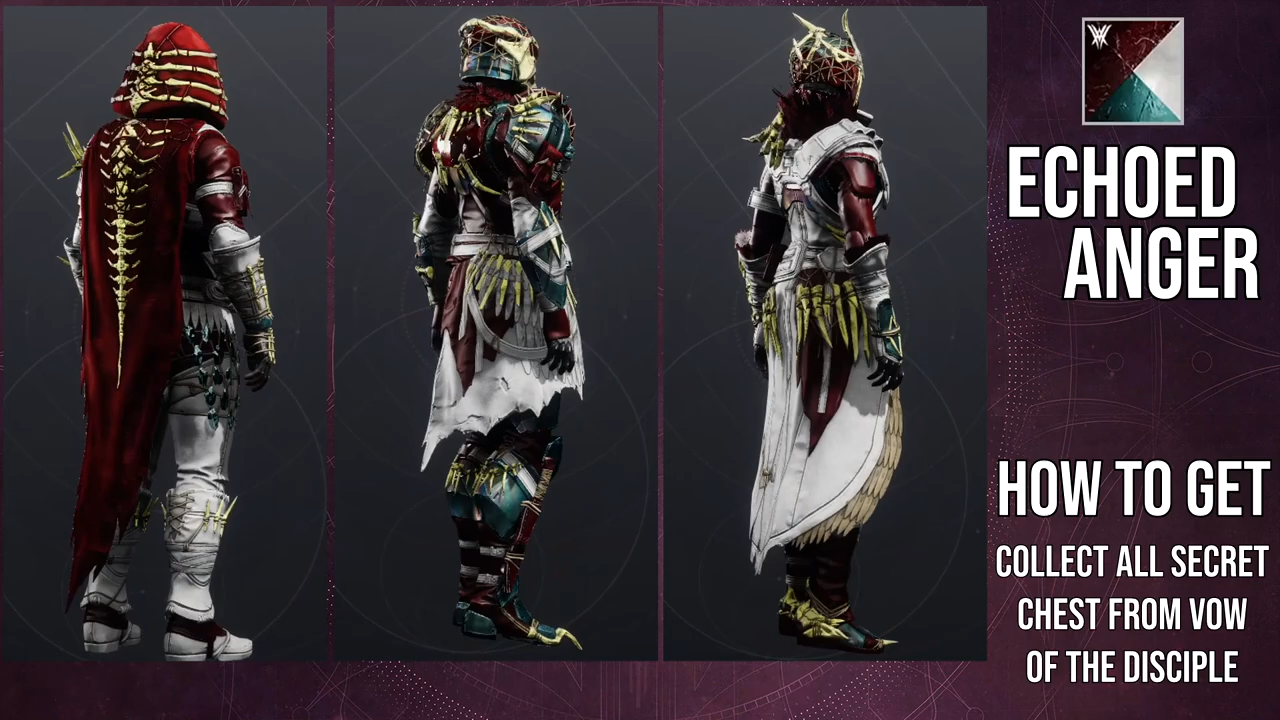 ECHOED
ANGER
HOW TO GET
COLLECT ALL SECRET
CHEST FROM VOW
OF THE DISCIPLE